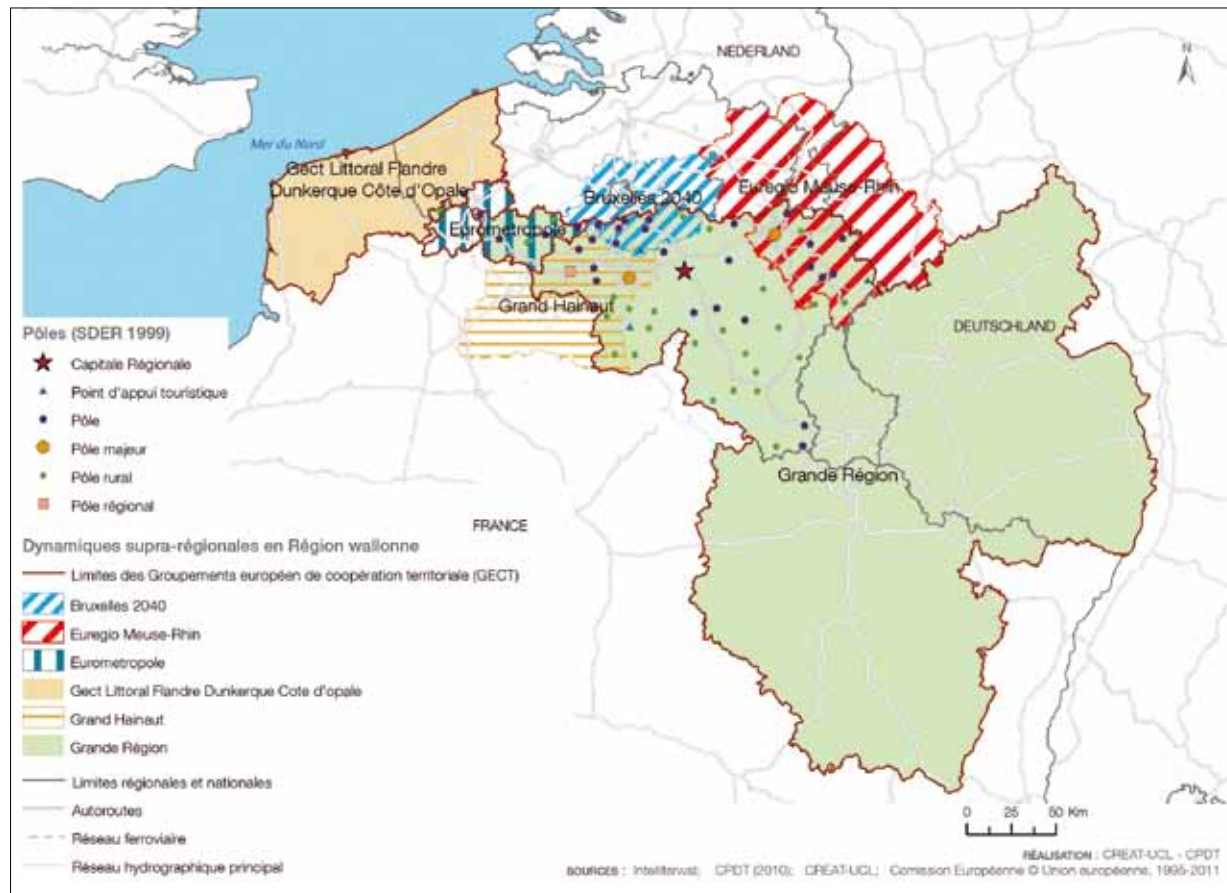 NEDERLAND
N
Mer du Nord
Gect Littoral Flandre
Dunkerque Côte d'Opale
Bruxelles 2040
Euregio Meuse-Rhin
Eurometropole
Grand Hainaut
DEUTSCHLAND
Grande Région
FRANCE
Pôles (SDER 1999)
Capitale Régionale
Point d'appui touristique
Pôle
Pôle majeur
Pôle rural
Pôle régional
Dynamiques supra-régionales en Région wallonne
Limites des Groupements européen de coopération territoriale (GECT)
Bruxelles 2040
Euregio Meuse-Rhin
Eurometropole
Gect Littoral Flandre Dunkerque Cote d'opale
Grand Hainaut
Grande Région
Limites régionales et nationales
Autoroutes
Réseau ferroviaire
Réseau hydrographique principal
0 25 50 Km
RÉALISATION : CREAT-UCL - CPDT
SOURCES : CPDT (2010); CREAT-UCL; Comission Européenne © Union européenne, 1995-2011